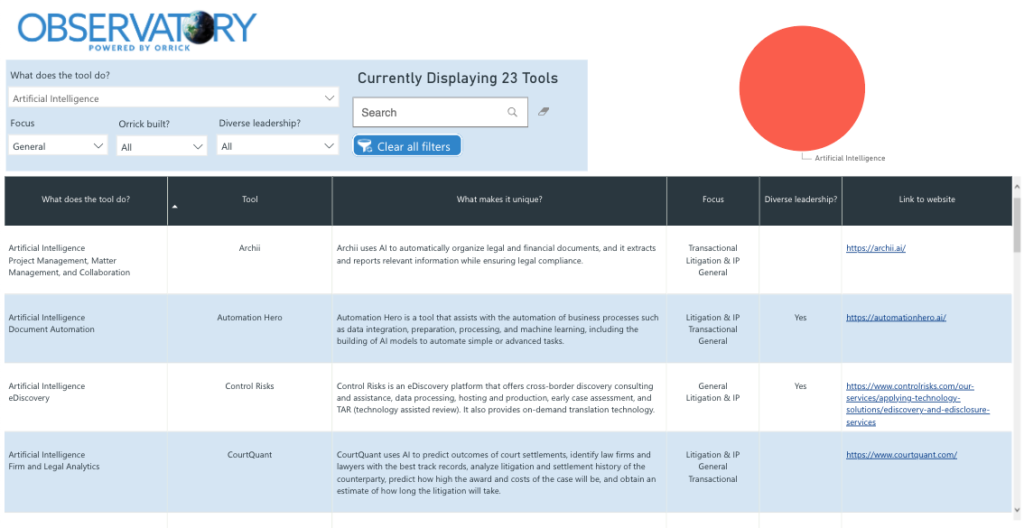 OBSERVATORY
POWERED BY ORRICK
What does the tool do?
Artificial Intelligence
Focus
General
Orrick built?
All
Diverse leadership?
All
Currently Displaying 23 Tools
Search
Clear all filters
Artificial Intelligence
What does the tool do?
Tool
What makes it unique?
Focus
Diverse leadership?
Link to website
Artificial Intelligence
Project Management, Matter
Management, and Collaboration
Archii
Archii uses AI to automatically organize legal and financial documents, and it extracts
and reports relevant information while ensuring legal compliance.
Transactional
Litigation & IP
General
https://archii.ai/
Artificial Intelligence
Document Automation
Automation Hero
Automation Hero is a tool that assists with the automation of business processes such
as data integration, preparation, processing, and machine learning, including the
building of AI models to automate simple or advanced tasks.
Litigation & IP
Transactional
General
Yes
https://automationhero.ai/
Artificial Intelligence
eDiscovery
Control Risks
Control Risks is an eDiscovery platform that offers cross-border discovery consulting
and assistance, data processing, hosting and production, early case assessment, and
TAR (technology assisted review). It also provides on-demand translation technology.
General
Litigation & IP
Yes
https://www.controlrisks.com/our-
services/applying-technology-
solutions/ediscovery-and-edisclosure-
services
Artificial Intelligence
Firm and Legal Analytics
CourtQuant
CourtQuant uses AI to predict outcomes of court settlements, identify law firms and
lawyers with the best track records, analyze litigation and settlement history of the
counterparty, predict how high the award and costs of the case will be, and obtain an
estimate of how long the litigation will take.
Litigation & IP
General
Transactional
https://www.courtquant.com/